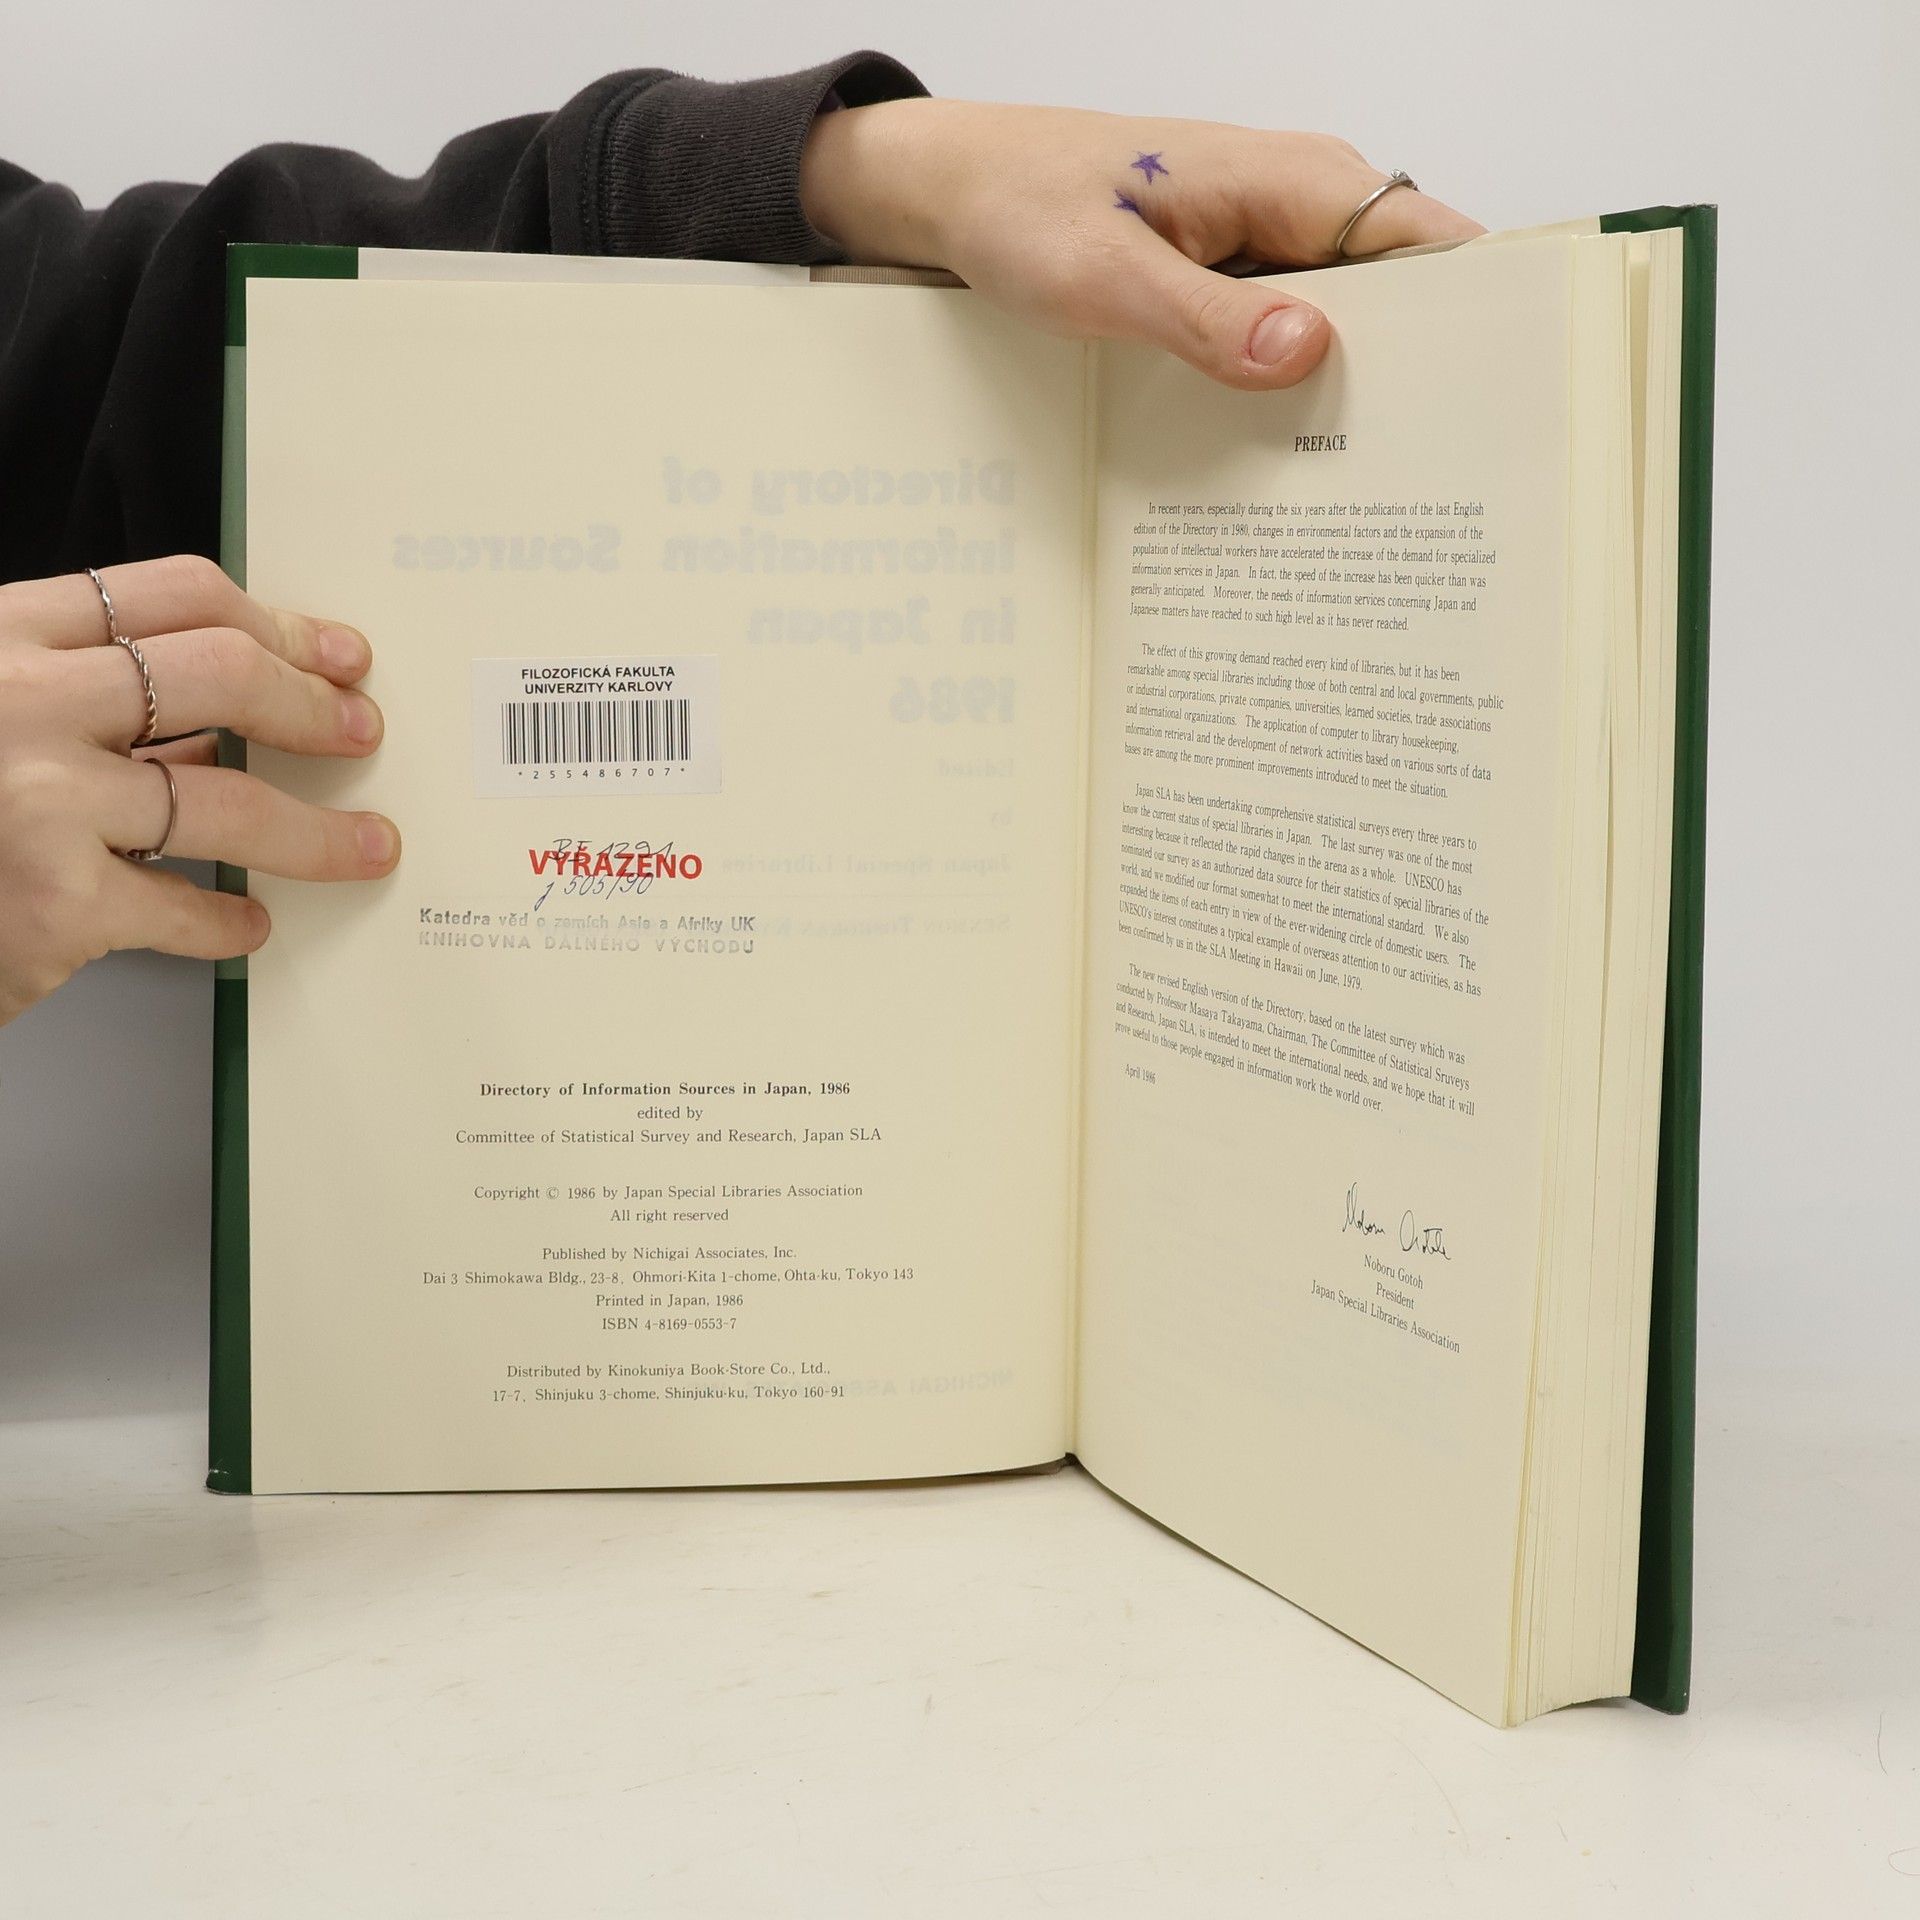 FILOZOFICKÁ FAKULTA
UNIVERZITY KARLOVY
*255486707*
BI 1291
VYŘAZENO
j 505/90
Katedra věd o zemích Asie a Afriky UK
KNIHOVNA DÁLNÉHO VÝCHODU
Directory of Information Sources in Japan, 1986
edited by
Committee of Statistical Survey and Research, Japan SLA
Copyright © 1986 by Japan Special Libraries Association
All right reserved
Published by Nichigai Associates, Inc.
Dai 3 Shimokawa Bldg., 23-8, Ohmori-Kita 1-chome, Ohta-ku, Tokyo 143
Printed in Japan, 1986
ISBN 4-8169-0553-7
Distributed by Kinokuniya Book-Store Co., Ltd.,
17-7, Shinjuku 3-chome, Shinjuku-ku, Tokyo 160-91
PREFACE
In recent years, especially during the six years after the publication of the last English
edition of the Directory in 1980, changes in environmental factors and the expansion of the
population of intellectual workers have accelerated the increase of the demand for specialized
information services in Japan. In fact, the speed of the increase has been quicker than was
generally anticipated. Moreover, the needs of information services concerning Japan and
Japanese matters have reached to such high level as it has never reached.
The effect of this growing demand reached every kind of libraries, but it has been
remarkable among special libraries including those of both central and local governments, public
or industrial corporations, private companies, universities, learned societies, trade associations
and international organizations. The application of computer to library housekeeping,
information retrieval and the development of network activities based on various sorts of data
bases are among the more prominent improvements introduced to meet the situation.
Japan SLA has been undertaking comprehensive statistical surveys every three years to
know the current status of special libraries in Japan. The last survey was one of the most
interesting because it reflected the rapid changes in the arena as a whole. UNESCO has
nominated our survey as an authorized data source for their statistics of special libraries of the
world, and we modified our format somewhat to meet the international standard. We also
expanded the items of each entry in view of the ever-widening circle of domestic users. The
UNESCO's interest constitutes a typical example of overseas attention to our activities, as has
been confirmed by us in the SLA Meeting in Hawaii on June, 1979.
The new revised English version of the Directory, based on the latest survey which was
conducted by Professor Masaya Takayama, Chairman, The Committee of Statistical Sruveys
and Research, Japan SLA, is intended to meet the international needs, and we hope that it will
prove useful to those people engaged in information work the world over.
April 1986
Noboru Gotoh
President
Japan Special Libraries Association